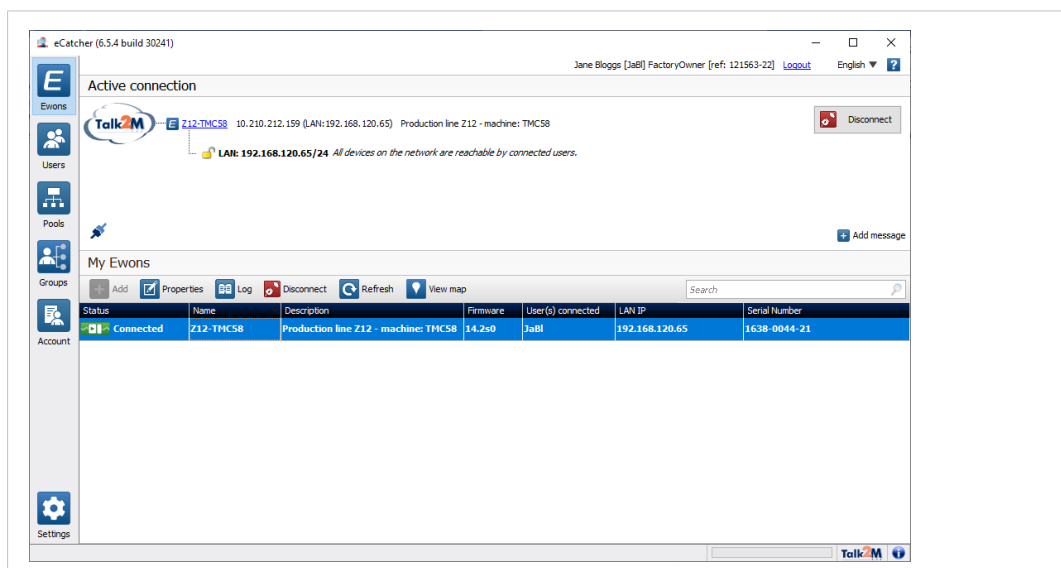 eCatcher (6.5.4 build 30241)
Jane Bloggs [JaBl] FactoryOwner [ref: 121563-22] Logout English ▼ ?
E
Ewons
Users
Pools
Groups
Account
Settings
Active connection
Talk2M E Z12-TMC58 10.210.212.159 (LAN:192.168.120.65) Production line Z12 - machine: TMC58 Disconnect
LAN: 192.168.120.65/24 All devices on the network are reachable by connected users.
+ Add message
My Ewons
Add Properties Log Disconnect Refresh View map Search
Status Name Description Firmware User(s) connected LAN IP Serial Number
Connected Z12-TMC58 Production line Z12 - machine: TMC58 14.2s0 JaBl 192.168.120.65 1638-0044-21
Talk2M